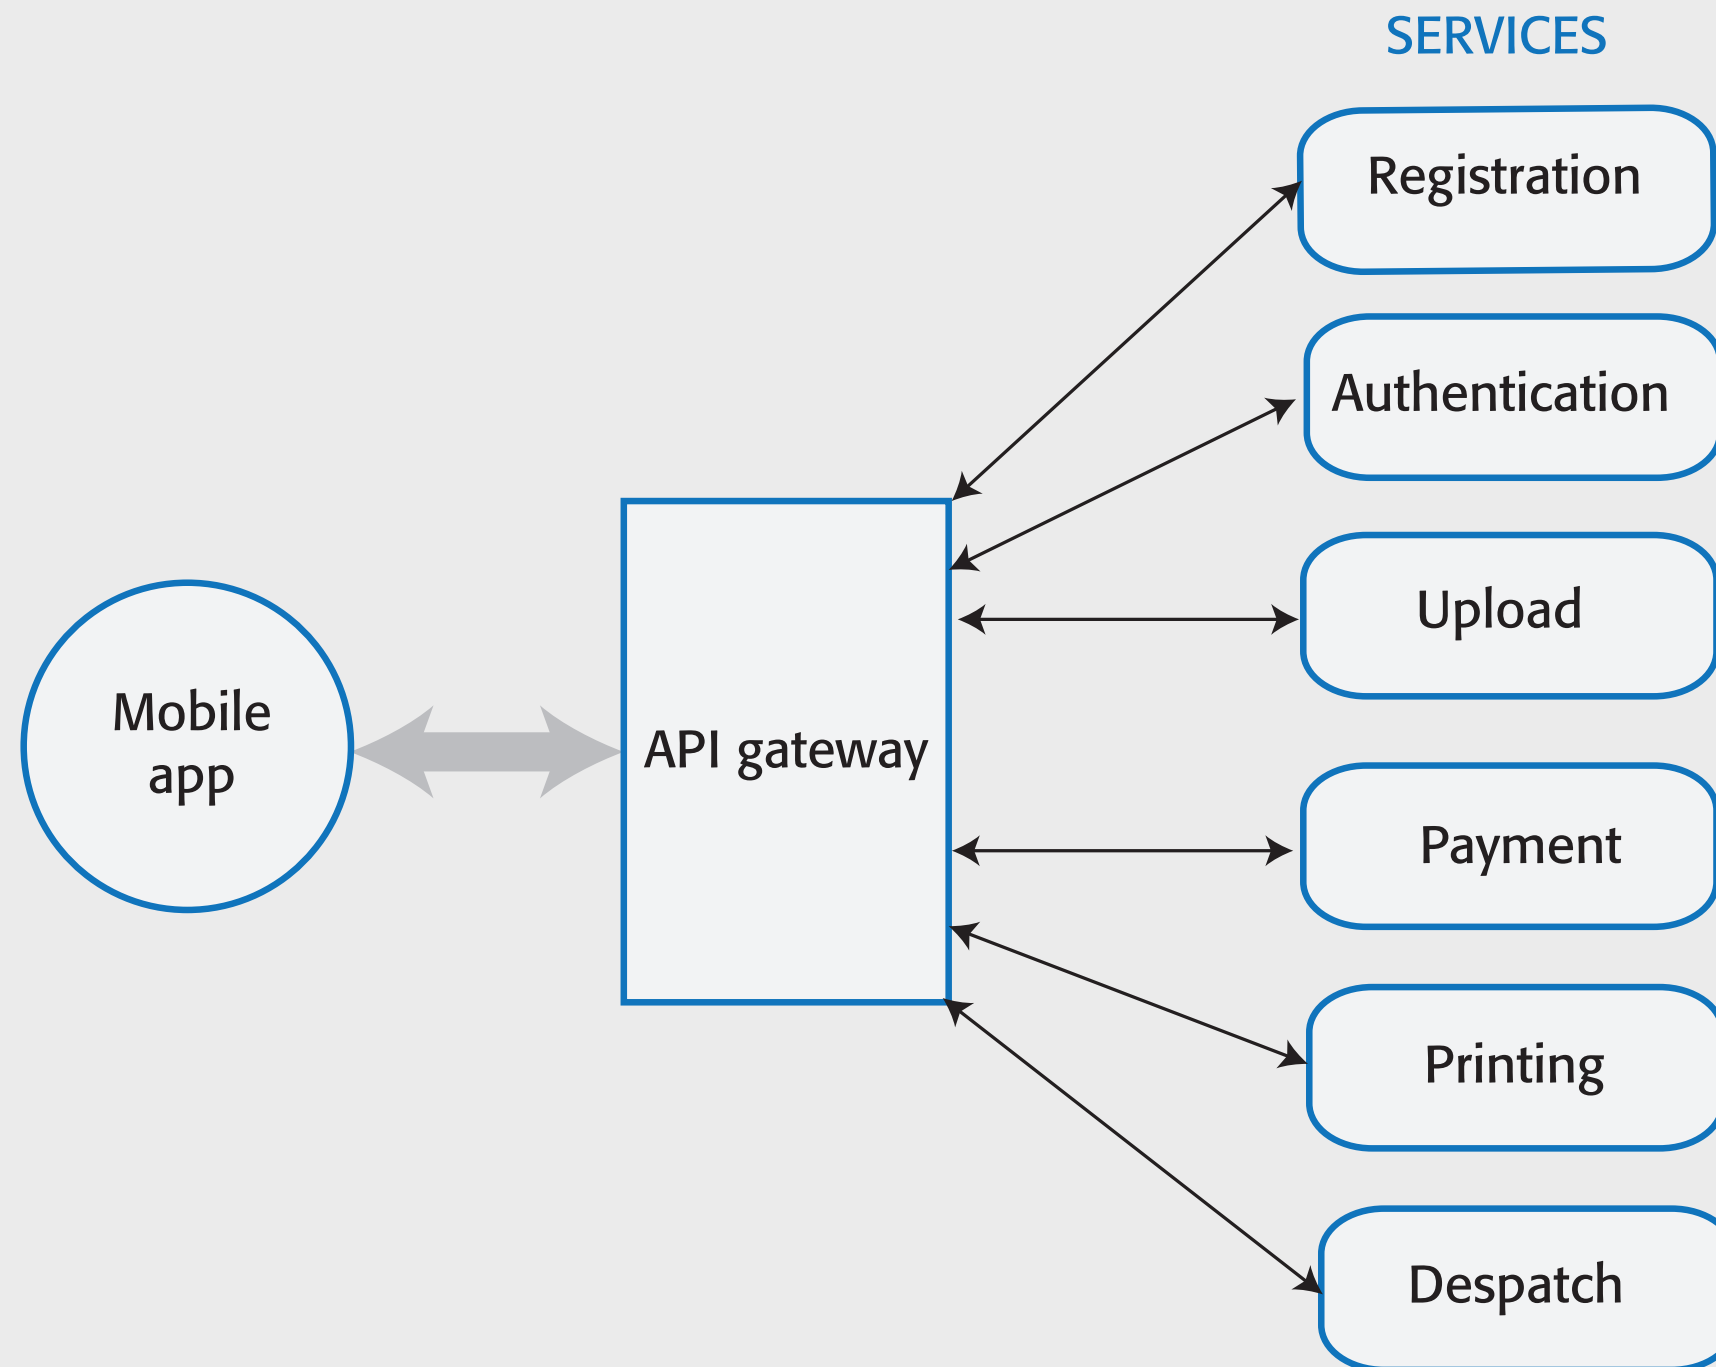 SERVICES
Registration
Authentication
Upload
Mobile
app
API gateway
Payment
Printing
Despatch